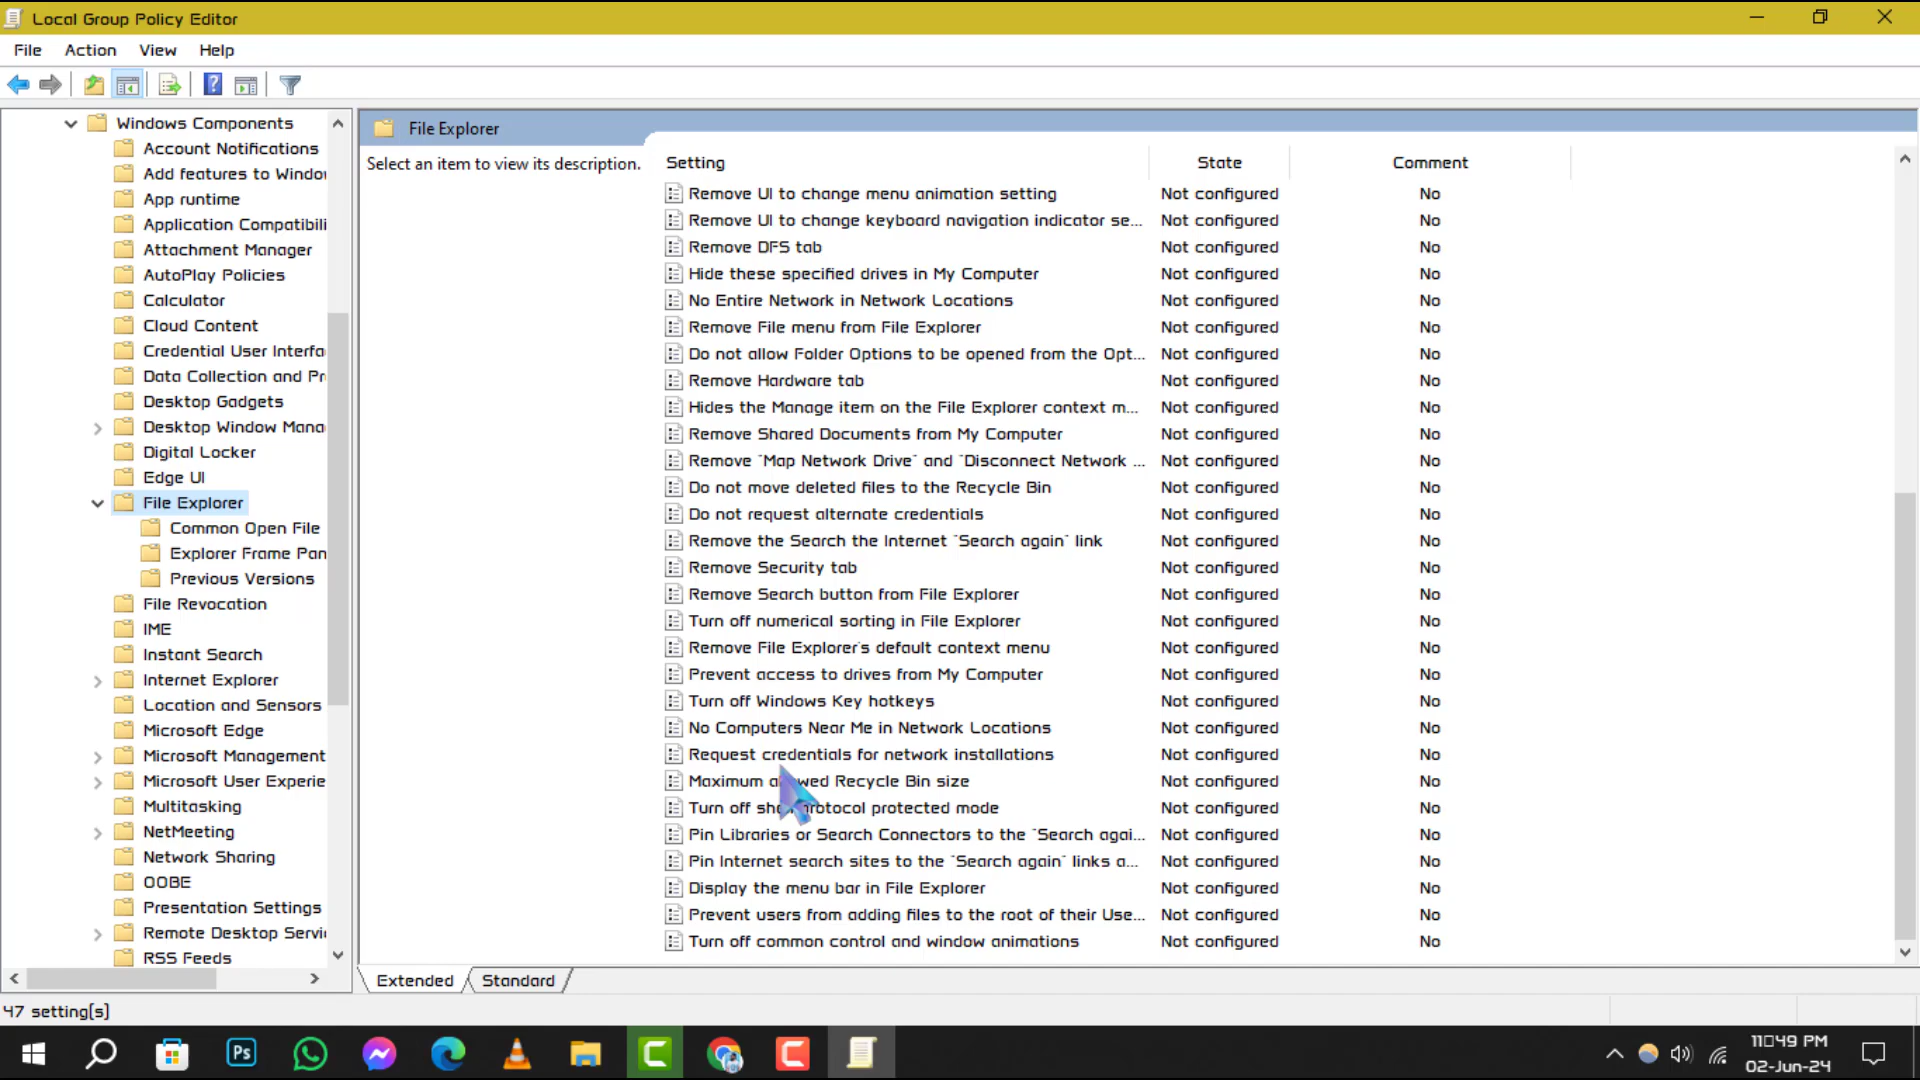 Local Group Policy Editor
File Action View Help
Windows Components
Account Notifications
Add features to Windo
App runtime
Application Compatibili
Attachment Manager
AutoPlay Policies
Calculator
Cloud Content
Credential User Interfa
Data Collection and Pr
Desktop Gadgets
Desktop Window Mana
Digital Locker
Edge UI
File Explorer
Common Open File
Explorer Frame Pan
Previous Versions
File Revocation
IME
Instant Search
Internet Explorer
Location and Sensors
Microsoft Edge
Microsoft Management
Microsoft User Experie
Multitasking
NetMeeting
Network Sharing
OOBE
Presentation Settings
Remote Desktop Servi
RSS Feeds
File Explorer
Select an item to view its description.
Setting State Comment
Remove UI to change menu animation setting Not configured No
Remove UI to change keyboard navigation indicator se... Not configured No
Remove DFS tab Not configured No
Hide these specified drives in My Computer Not configured No
No Entire Network in Network Locations Not configured No
Remove File menu from File Explorer Not configured No
Do not allow Folder Options to be opened from the Opt... Not configured No
Remove Hardware tab Not configured No
Hides the Manage item on the File Explorer context m... Not configured No
Remove Shared Documents from My Computer Not configured No
Remove "Map Network Drive" and "Disconnect Network ... Not configured No
Do not move deleted files to the Recycle Bin Not configured No
Do not request alternate credentials Not configured No
Remove the Search the Internet "Search again" link Not configured No
Remove Security tab Not configured No
Remove Search button from File Explorer Not configured No
Turn off numerical sorting in File Explorer Not configured No
Remove File Explorer's default context menu Not configured No
Prevent access to drives from My Computer Not configured No
Turn off Windows Key hotkeys Not configured No
No Computers Near Me in Network Locations Not configured No
Request credentials for network installations Not configured No
Maximum allowed Recycle Bin size Not configured No
Turn off shell protocol protected mode Not configured No
Pin Libraries or Search Connectors to the "Search agai... Not configured No
Pin Internet search sites to the "Search again" links a... Not configured No
Display the menu bar in File Explorer Not configured No
Prevent users from adding files to the root of their Use... Not configured No
Turn off common control and window animations Not configured No
Extended Standard
47 setting[s]
Ps
11□49 PM
02-Jun-24